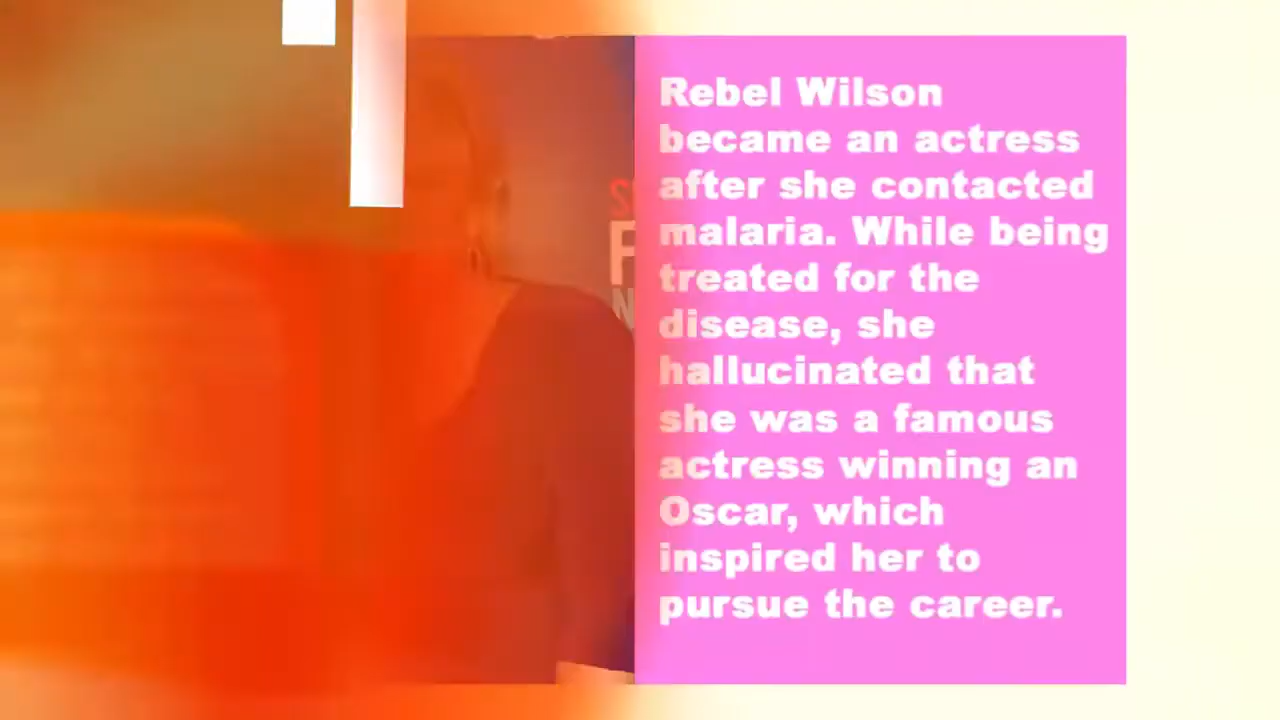 Rebel Wilson
became an actress
after she contacted
malaria. While being
treated for the
disease, she
hallucinated that
she was a famous
actress winning an
Oscar, which
inspired her to
pursue the career.